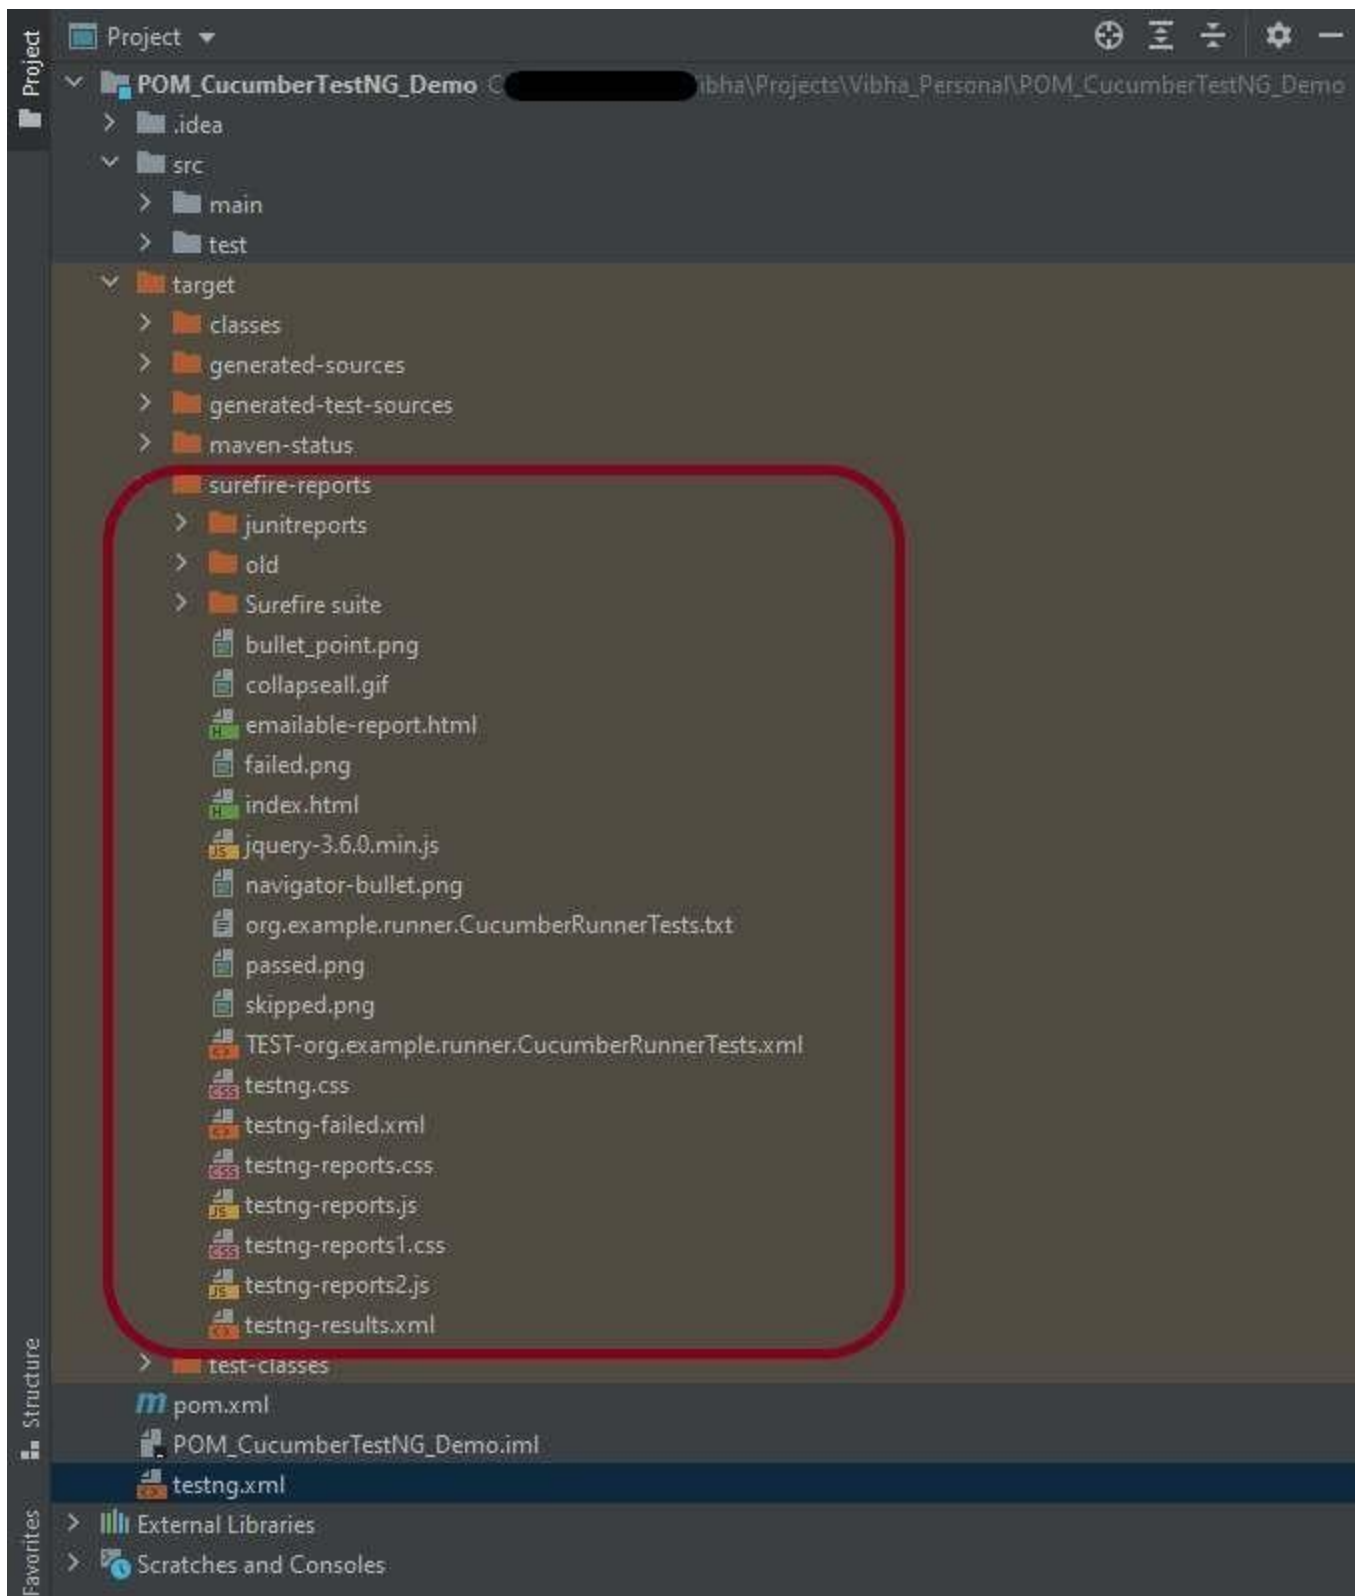 Project
Project
POM_CucumberTestNG_Demo C ibha\Projects\Vibha_Personal\POM_CucumberTestNG_Demo
.idea
src
main
test
target
classes
generated-sources
generated-test-sources
maven-status
surefire-reports
junitreports
old
Surefire suite
bullet_point.png
collapseall.gif
emailable-report.html
failed.png
index.html
jquery-3.6.0.min.js
navigator-bullet.png
org.example.runner.CucumberRunnerTests.txt
passed.png
skipped.png
TEST-org.example.runner.CucumberRunnerTests.xml
testng.css
testng-failed.xml
testng-reports.css
testng-reports.js
testng-reports1.css
testng-reports2.js
testng-results.xml
test-classes
Structure
pom.xml
POM_CucumberTestNG_Demo.iml
testng.xml
Favorites
External Libraries
Scratches and Consoles